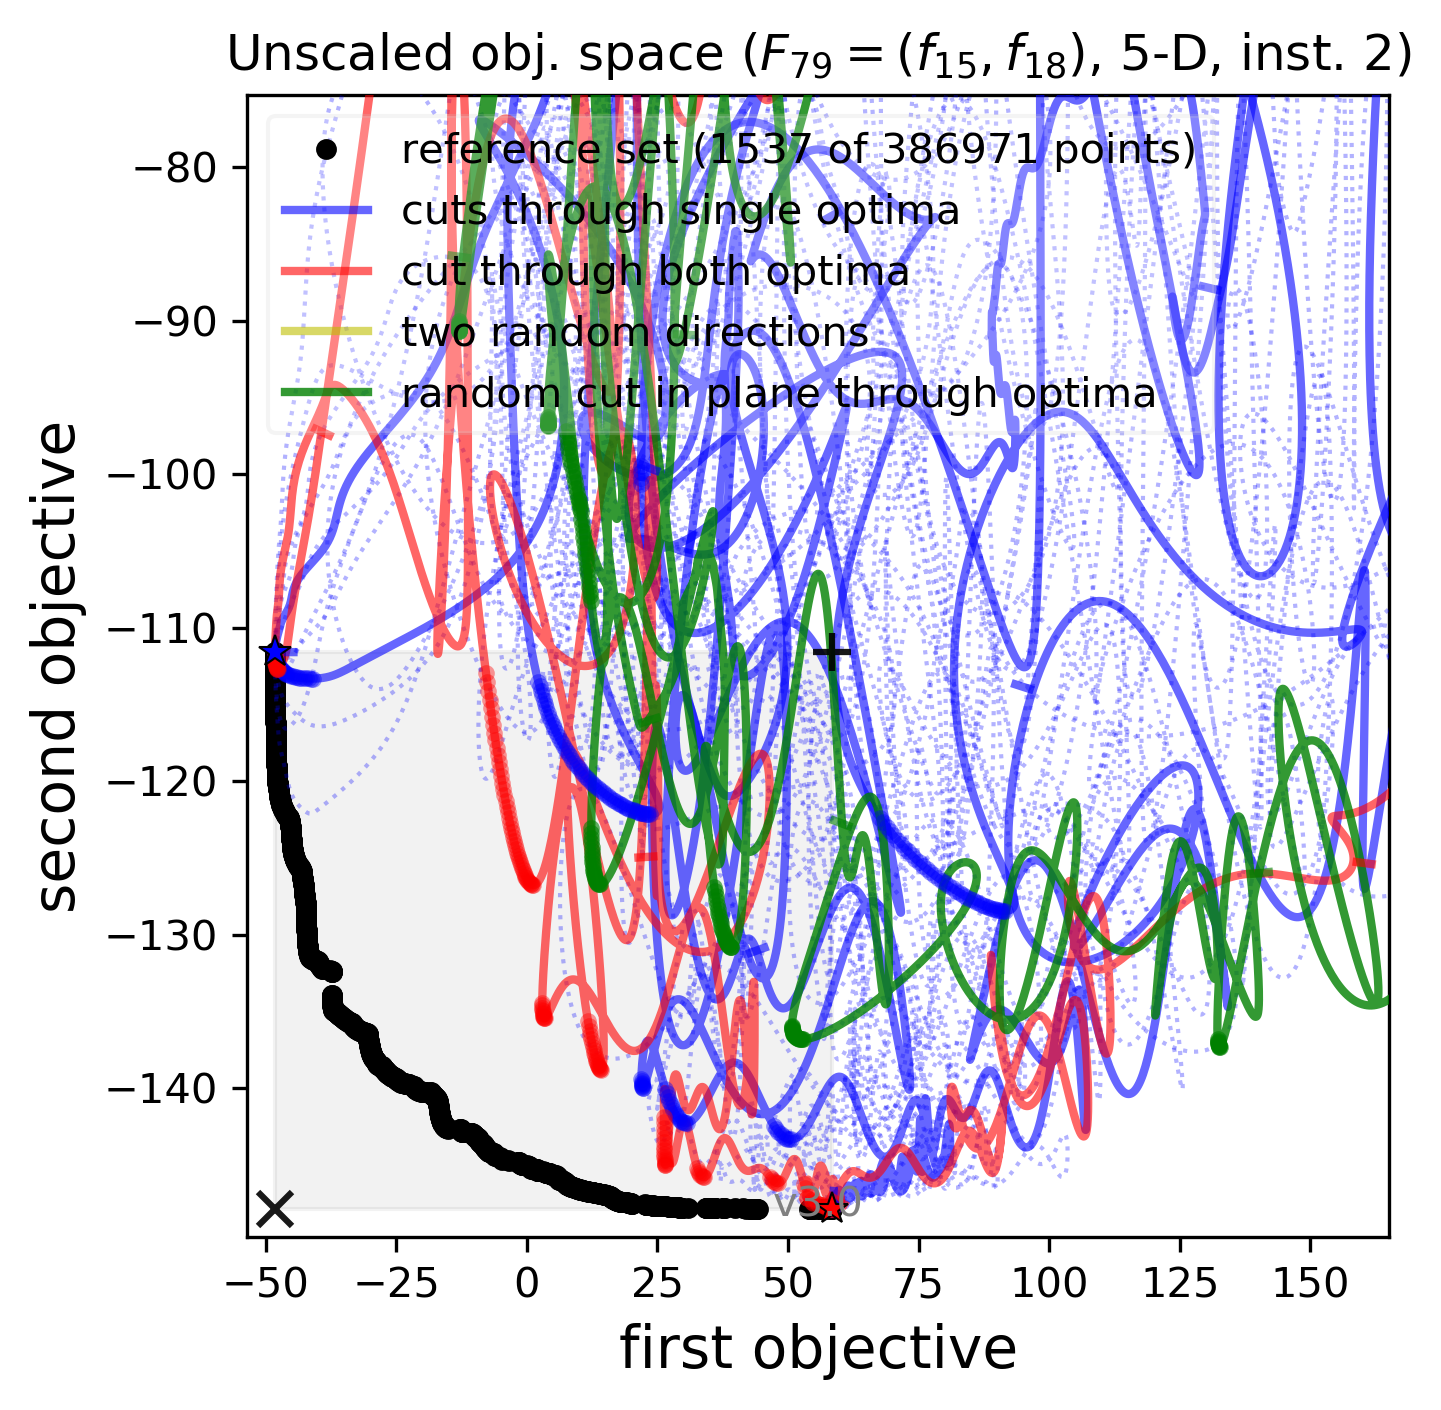 Unscaled obj. space ($F_{79} = (f_{15}, f_{18})$, 5-D, inst. 2)
reference set (1537 of 386971 points)
cuts through single optima
cut through both optima
two random directions
random cut in plane through optima
−80
−90
−100
−110
−120
−130
−140
second objective
v3.0
−50 −25 0 25 50 75 100 125 150
first objective